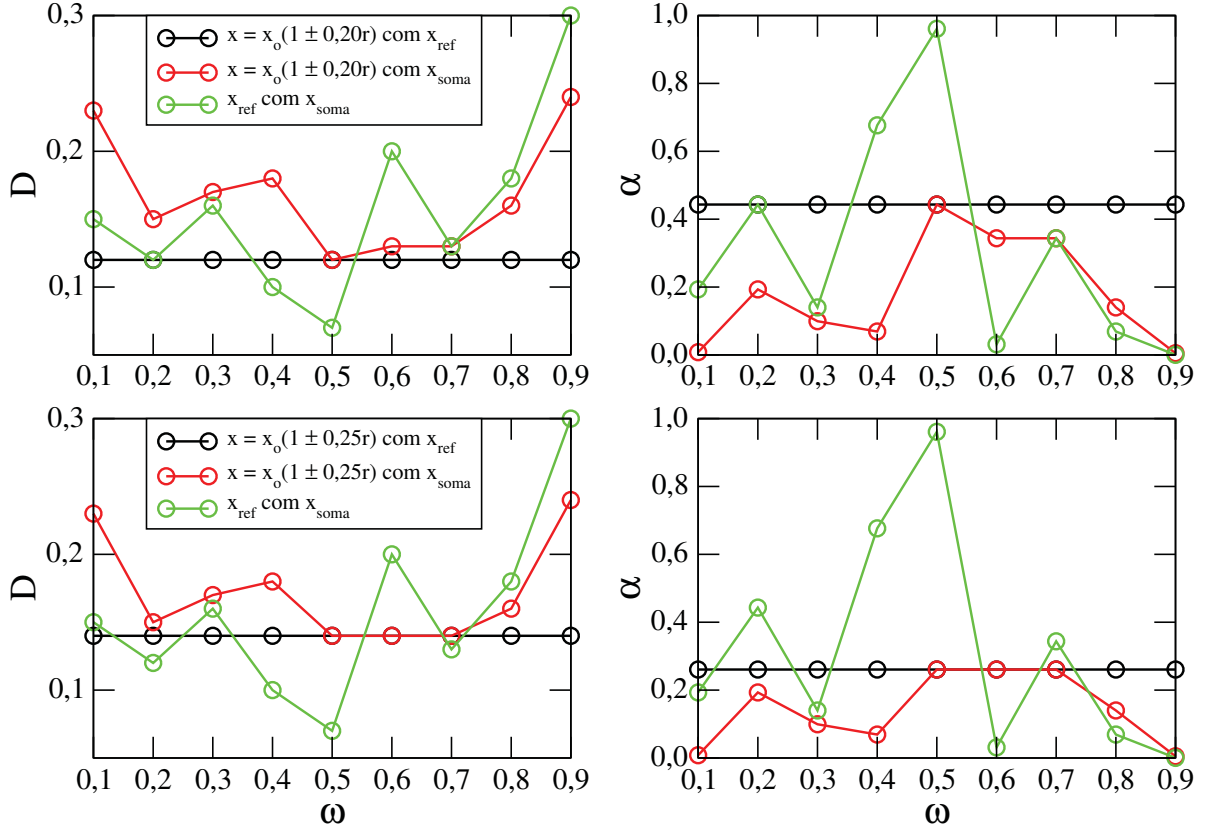 0,3
0,2
0,1
D
x = x_o(1 ± 0,20r) com x_ref
x = x_o(1 ± 0,20r) com x_soma
x_ref com x_soma
0,1 0,2 0,3 0,4 0,5 0,6 0,7 0,8 0,9
1,0
0,8
0,6
0,4
0,2
0,0
α
0,1 0,2 0,3 0,4 0,5 0,6 0,7 0,8 0,9
0,3
0,2
0,1
D
x = x_o(1 ± 0,25r) com x_ref
x = x_o(1 ± 0,25r) com x_soma
x_ref com x_soma
0,1 0,2 0,3 0,4 0,5 0,6 0,7 0,8 0,9
ω
1,0
0,8
0,6
0,4
0,2
0,0
α
0,1 0,2 0,3 0,4 0,5 0,6 0,7 0,8 0,9
ω